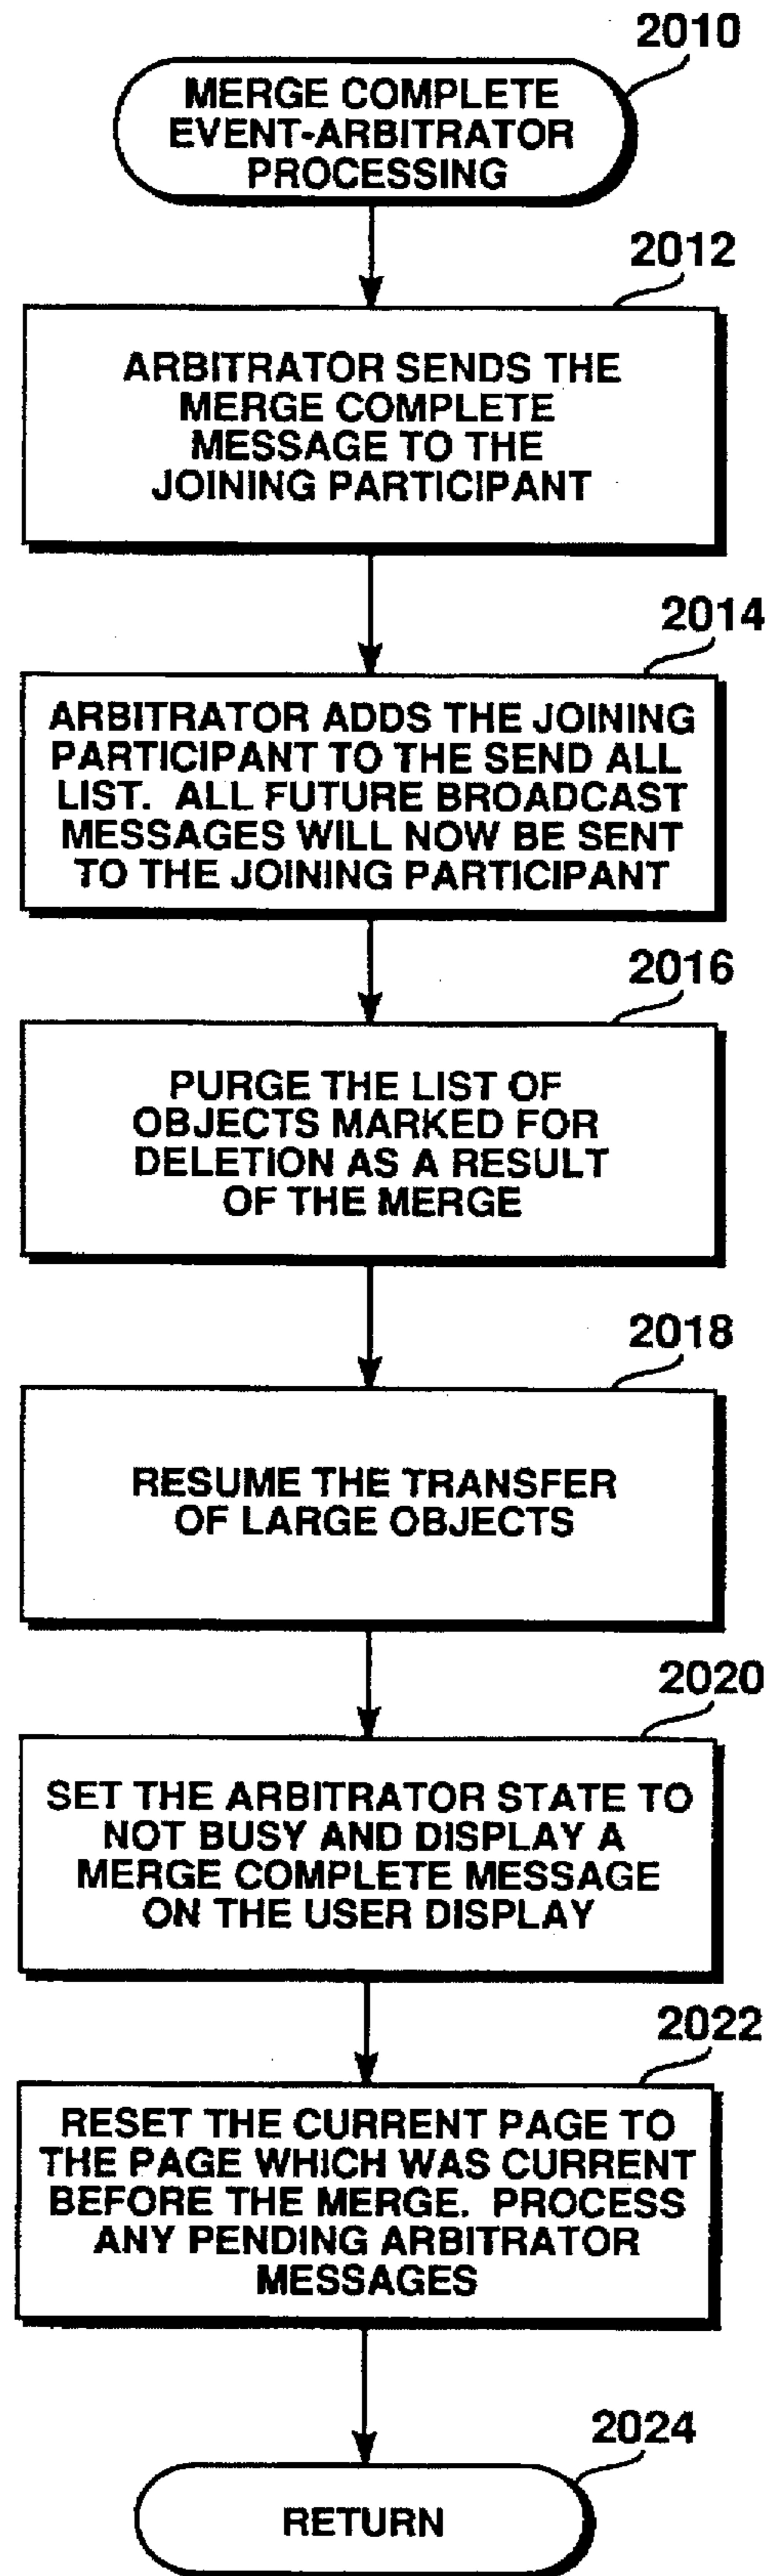 2010
MERGE COMPLETE
EVENT-ARBITRATOR
PROCESSING
2012
ARBITRATOR SENDS THE
MERGE COMPLETE
MESSAGE TO THE
JOINING PARTICIPANT
2014
ARBITRATOR ADDS THE JOINING
PARTICIPANT TO THE SEND ALL
LIST. ALL FUTURE BROADCAST
MESSAGES WILL NOW BE SENT
TO THE JOINING PARTICIPANT
2016
PURGE THE LIST OF
OBJECTS MARKED FOR
DELETION AS A RESULT
OF THE MERGE
2018
RESUME THE TRANSFER
OF LARGE OBJECTS
2020
SET THE ARBITRATOR STATE TO
NOT BUSY AND DISPLAY A
MERGE COMPLETE MESSAGE
ON THE USER DISPLAY
2022
RESET THE CURRENT PAGE TO
THE PAGE WHICH WAS CURRENT
BEFORE THE MERGE. PROCESS
ANY PENDING ARBITRATOR
MESSAGES
2024
RETURN